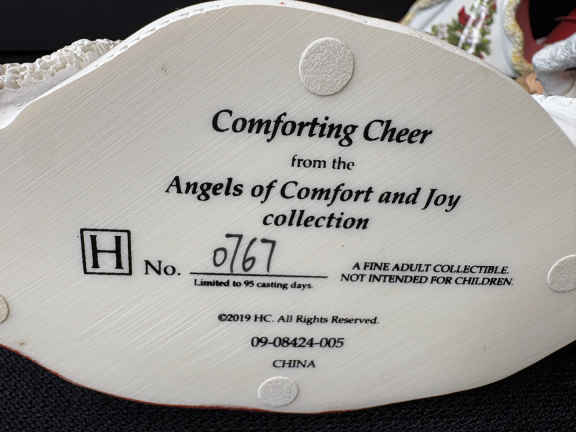 Comforting Cheer
from the
Angels of Comfort and Joy
collection
H No. 0767
Limited to 95 casting days.
A FINE ADULT COLLECTIBLE.
NOT INTENDED FOR CHILDREN.
©2019 HC. All Rights Reserved.
09-08424-005
CHINA